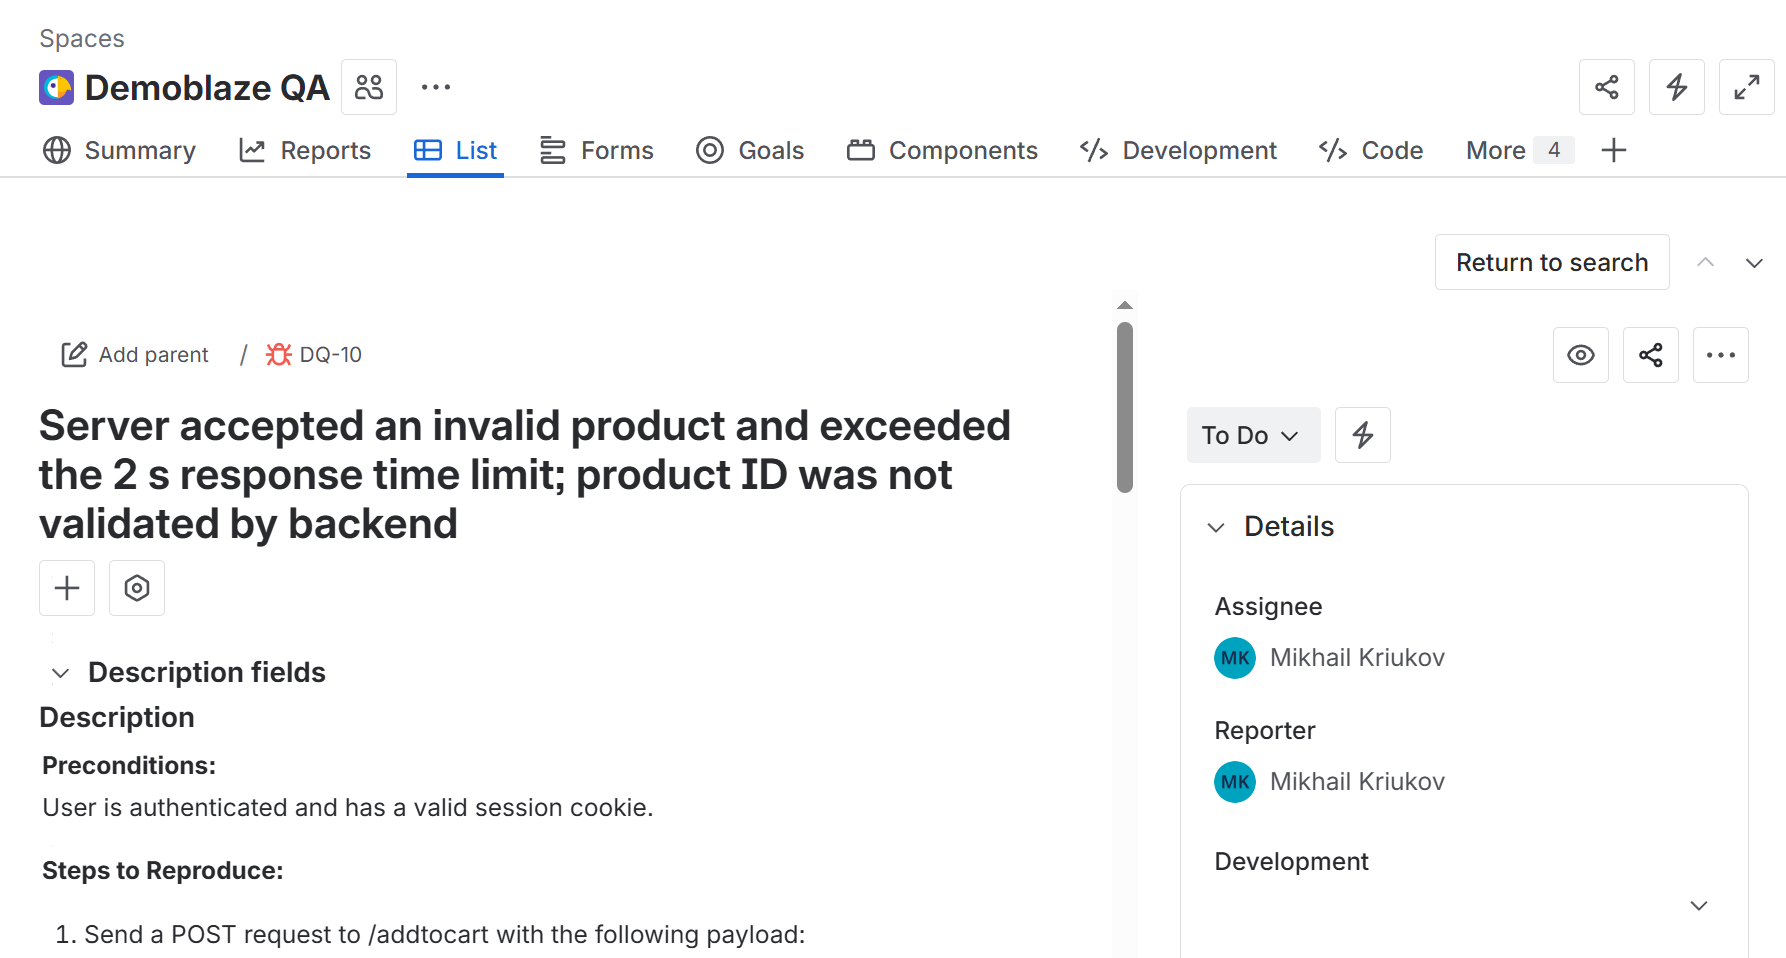 Spaces
Demoblaze QA
Summary Reports List Forms Goals Components Development Code More 4
Return to search
Add parent / DQ-10
Server accepted an invalid product and exceeded
the 2 s response time limit; product ID was not
validated by backend
Description fields
Description
Preconditions:
User is authenticated and has a valid session cookie.
Steps to Reproduce:
1. Send a POST request to /addtocart with the following payload:
To Do
Details
Assignee
MK Mikhail Kriukov
Reporter
MK Mikhail Kriukov
Development